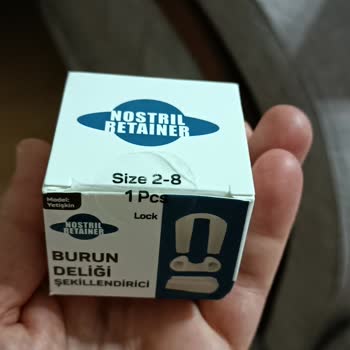 NOSTRIL
RETAINER
Size 2-8
1 Pcs
Lock
Model:
Yetişkin
NOSTRIL
RETAINER
BURUN
DELİĞİ
ŞEKİLLENDİRİCİ